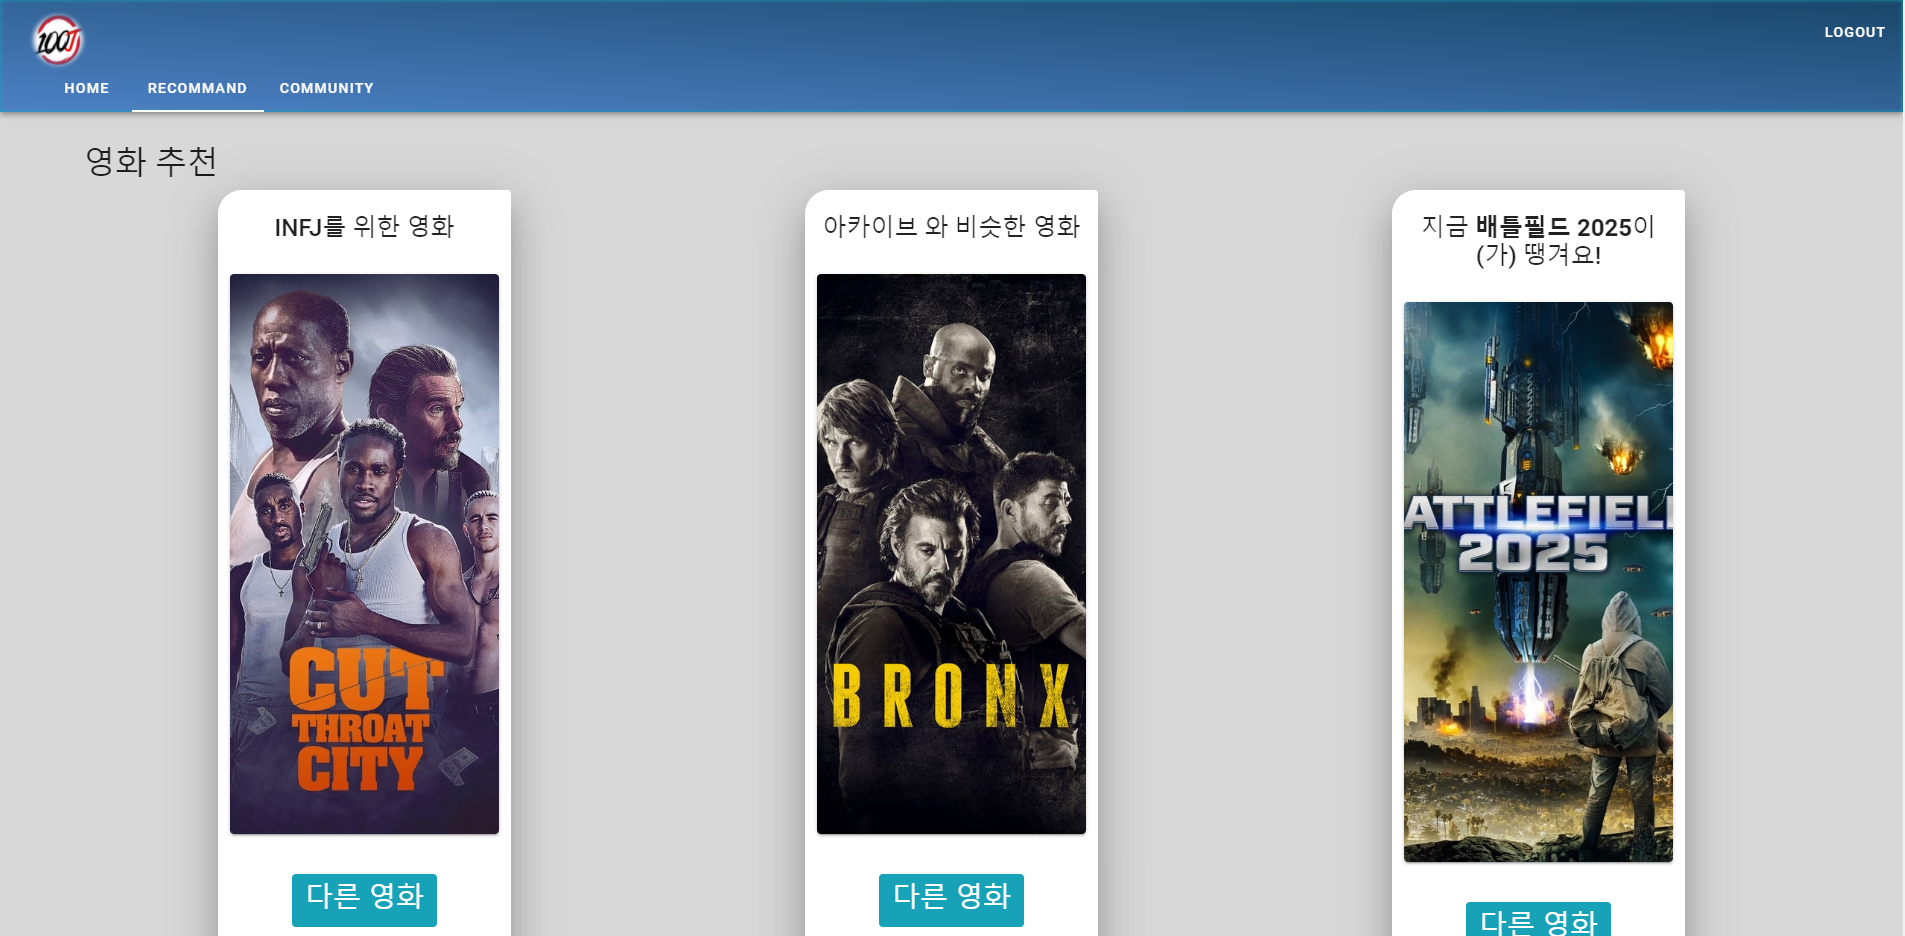 100
LOGOUT
HOME RECOMMAND COMMUNITY
영화 추천
INFJ를 위한 영화
CUT
THROAT
CITY
다른 영화
아카이브 와 비슷한 영화
BRONX
다른 영화
지금 배틀필드 2025이
(가) 땡겨요!
ATTLEFIEL
2025
다른 영화